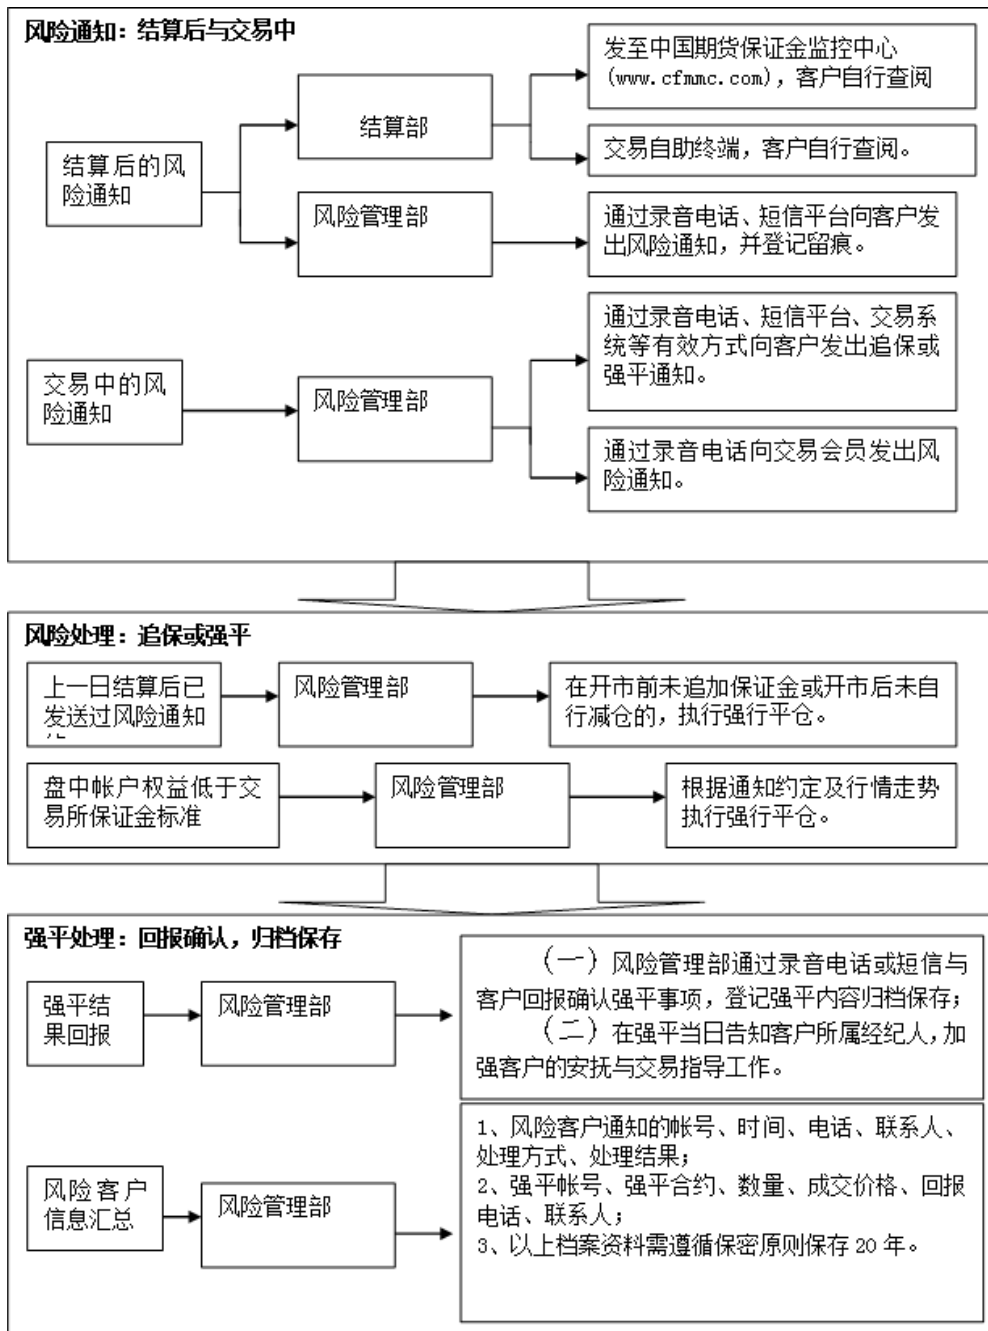 风险通知：结算后与交易中
发至中国期货保证金监控中心
(www.cfmmc.com)，客户自行查阅
结算部
交易自助终端，客户自行查阅。
结算后的风
险通知
风险管理部
通过录音电话、短信平台向客户发
出风险通知，并登记留痕。
通过录音电话、短信平台、交易系
统等有效方式向客户发出追保或
强平通知。
交易中的风
险通知
风险管理部
通过录音电话向交易会员发出风
险通知。
风险处理：追保或强平
上一日结算后已
发送过风险通知
风险管理部
在开市前未追加保证金或开市后未自
行减仓的，执行强行平仓。
盘中帐户权益低于交
易所保证金标准
风险管理部
根据通知约定及行情走势
执行强行平仓。
强平处理：回报确认，归档保存
强平结
果回报
风险管理部
（一）风险管理部通过录音电话或短信与
客户回报确认强平事项，登记强平内容归档保存；
（二）在强平当日告知客户所属经纪人，加
强客户的安抚与交易指导工作。
风险客户
信息汇总
风险管理部
1、风险客户通知的帐号、时间、电话、联系人、
处理方式、处理结果；
2、强平帐号、强平合约、数量、成交价格、回报
电话、联系人；
3、以上档案资料需遵循保密原则保存 20 年。